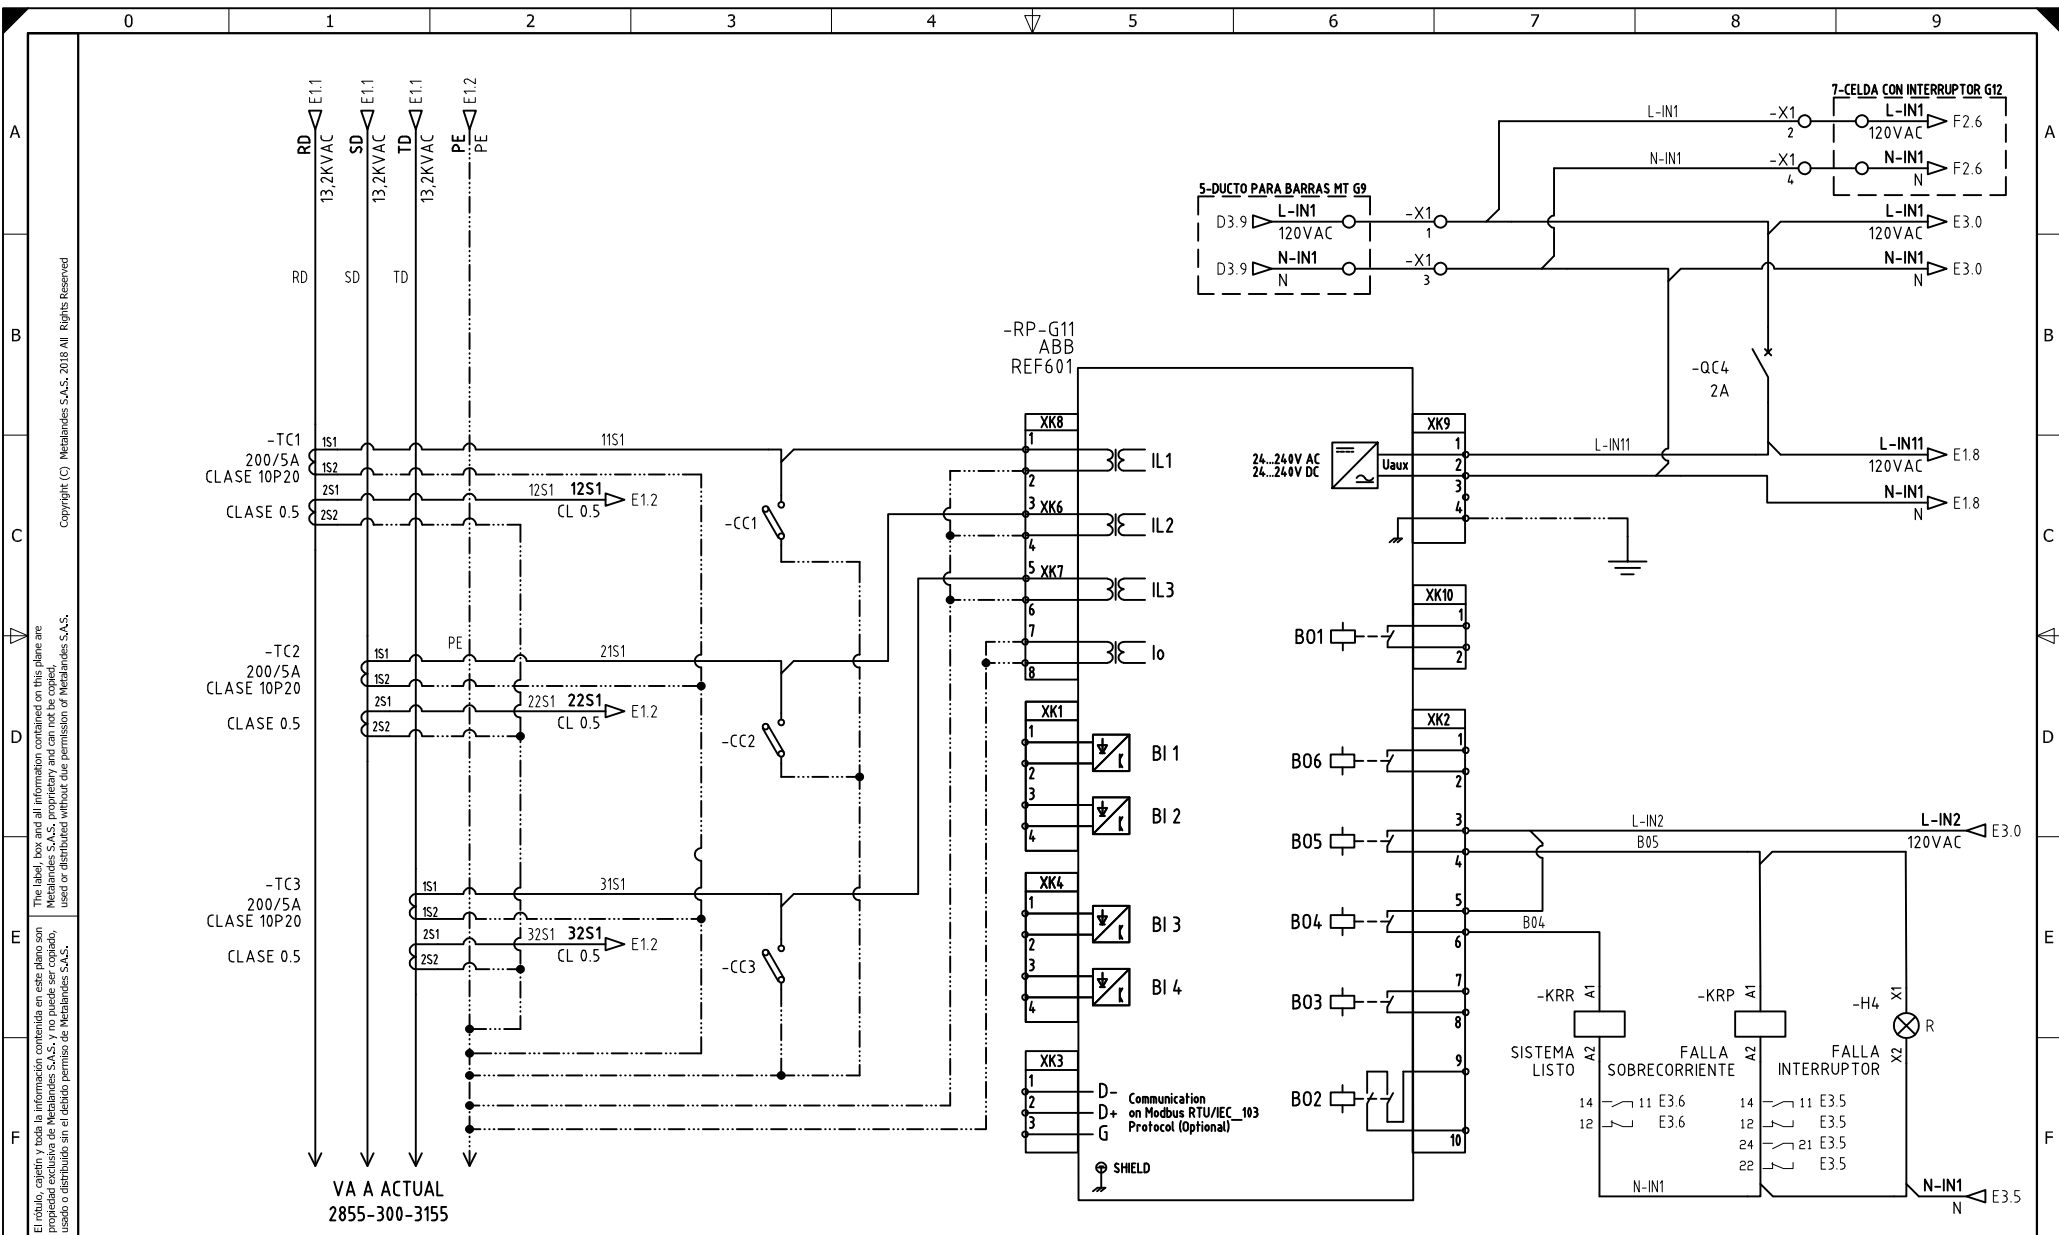 0 1 2 3 4 5 6 7 8 9
A
B
C
D
E
F
A
B
C
D
E
F
Copyright (C) Metalandes S.A.S. 2018 All Rights Reserved
The label, box and all information contained on this plane are
Metalandes S.A.S. proprietary and can not be copied,
used or distributed without due permission of Metalandes S.A.S.
El rótulo, cajetín y toda la información contenida en este plano son
propiedad exclusiva de Metalandes S.A.S. y no puede ser copiado,
usado o distribuido sin el debido permiso de Metalandes S.A.S.
E1.1
RD
13,2KVAC
E1.1
SD
13,2KVAC
E1.1
TD
13,2KVAC
E1.2
PE
PE
RD
SD
TD
-TC1
200/5A
CLASE 10P20
CLASE 0.5
1S1
1S2
2S1
2S2
11S1
12S1
12S1
CL 0.5
E1.2
-CC1
PE
-TC2
200/5A
CLASE 10P20
CLASE 0.5
1S1
1S2
2S1
2S2
21S1
22S1
22S1
CL 0.5
E1.2
-CC2
-TC3
200/5A
CLASE 10P20
CLASE 0.5
1S1
1S2
2S1
2S2
31S1
32S1
32S1
CL 0.5
E1.2
-CC3
VA A ACTUAL
2855-300-3155
-RP-G11
ABB
REF601
XK8
1
2
IL1
3 XK6
4
IL2
5 XK7
6
IL3
7
8
Io
XK1
1
2
BI 1
3
4
BI 2
XK4
1
2
BI 3
3
4
BI 4
XK3
1
D-
2
D+
3
G
Communication
on Modbus RTU/IEC_103
Protocol (Optional)
SHIELD
24...240V AC
24...240V DC
Uaux
XK9
1
2
3
4
XK10
1
2
BO1
XK2
1
2
BO6
3
4
BO5
5
6
BO4
7
8
BO3
9
10
BO2
5-DUCTO PARA BARRAS MT G9
D3.9
L-IN1
120VAC
-X1
1
D3.9
N-IN1
N
-X1
3
7-CELDA CON INTERRUPTOR G12
L-IN1
-X1
2
L-IN1
120VAC
F2.6
N-IN1
-X1
4
N-IN1
N
F2.6
L-IN1
120VAC
E3.0
N-IN1
N
E3.0
-QC4
2A
L-IN11
L-IN11
120VAC
E1.8
N-IN1
N
E1.8
L-IN2
L-IN2
120VAC
E3.0
B05
B04
-KRR
A1
A2
SISTEMA
LISTO
14 11 E3.6
12 E3.6
-KRP
A1
A2
FALLA
SOBRECORRIENTE
14 11 E3.5
12 E3.5
24 21 E3.5
22 E3.5
-H4
X1
X2
R
FALLA
INTERRUPTOR
N-IN1
N-IN1
N
E3.5